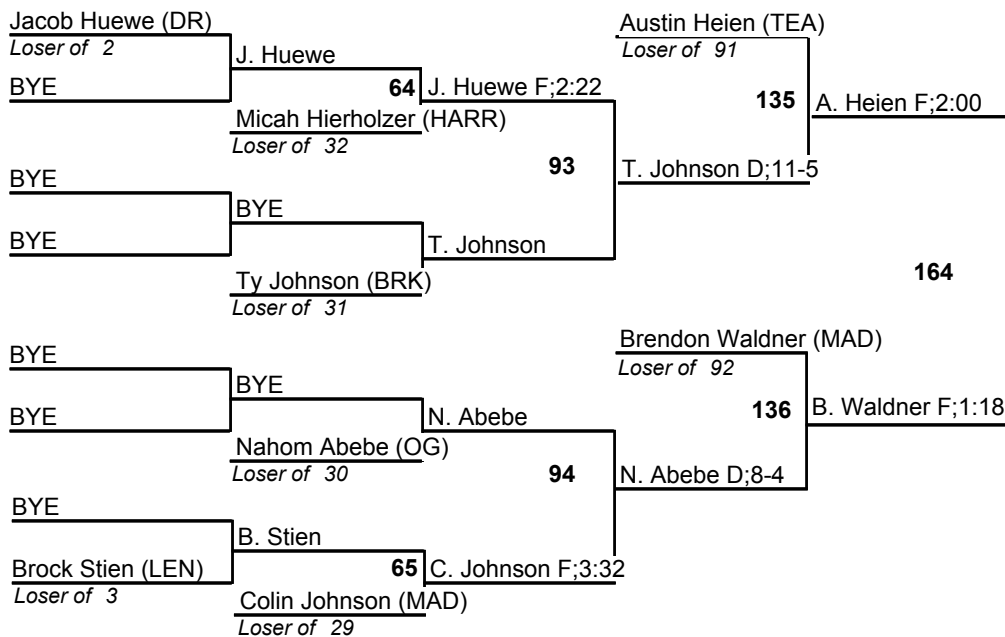 Jacob Huewe (DR)
Loser of 2
BYE
J. Huewe
64
Micah Hierholzer (HARR)
Loser of 32
J. Huewe F;2:22
BYE
BYE
BYE
Ty Johnson (BRK)
Loser of 31
T. Johnson
93
Austin Heien (TEA)
Loser of 91
135
T. Johnson D;11-5
A. Heien F;2:00
164
BYE
BYE
BYE
Nahom Abebe (OG)
Loser of 30
N. Abebe
94
BYE
Brock Stien (LEN)
Loser of 3
B. Stien
65
Colin Johnson (MAD)
Loser of 29
C. Johnson F;3:32
Brendon Waldner (MAD)
Loser of 92
136
N. Abebe D;8-4
B. Waldner F;1:18